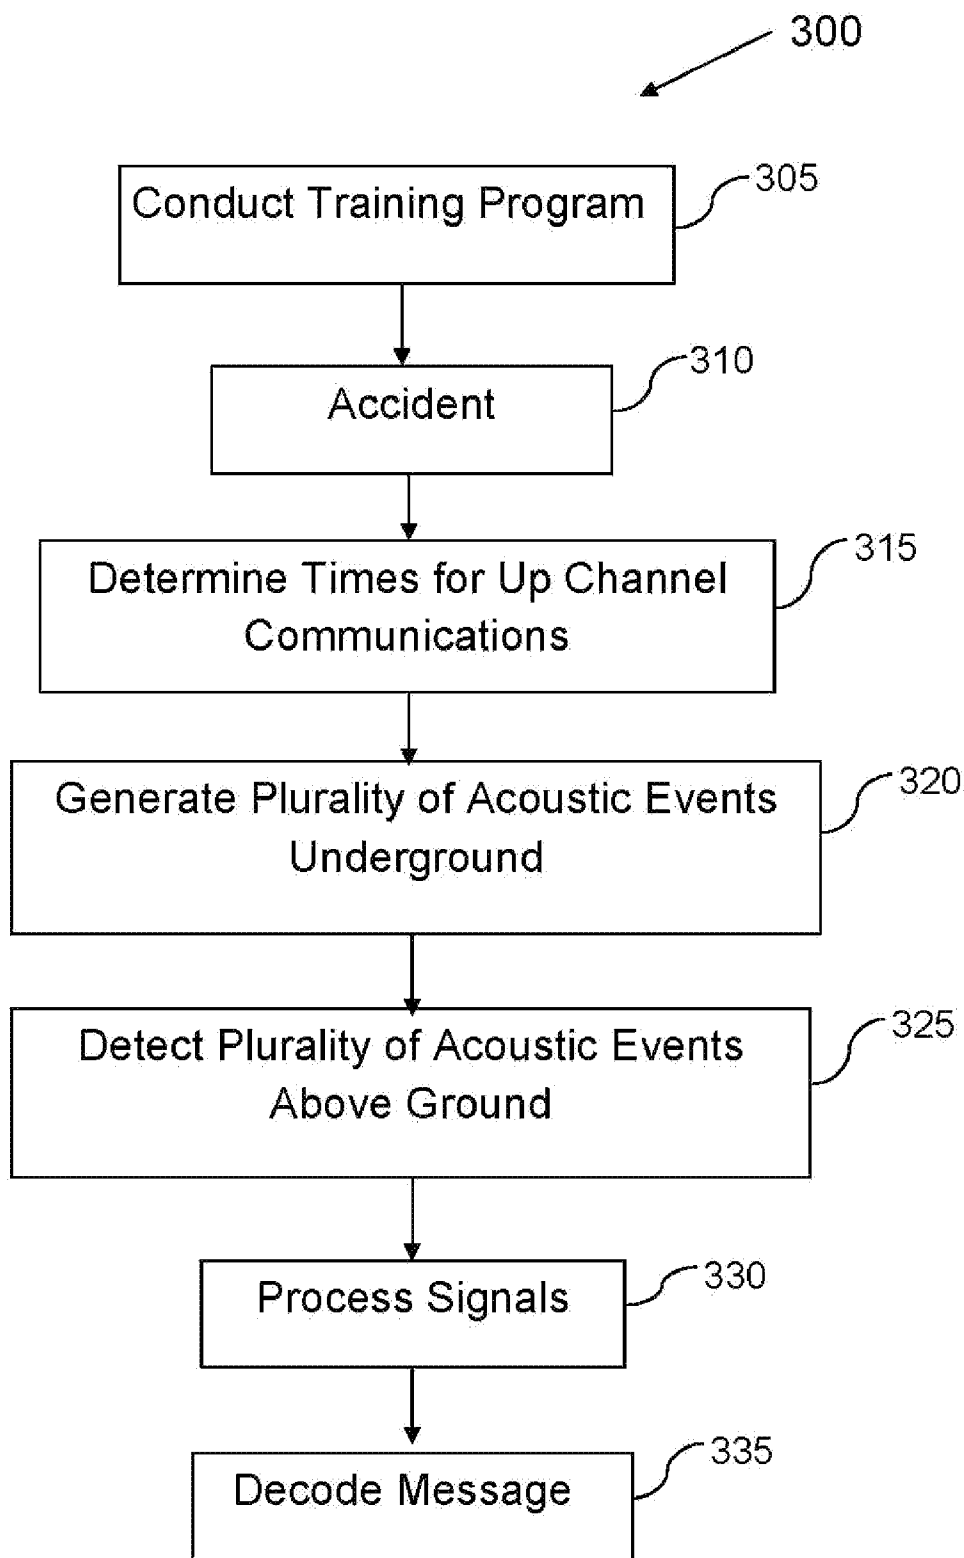 300
Conduct Training Program
305
Accident
310
Determine Times for Up Channel
Communications
315
Generate Plurality of Acoustic Events
Underground
320
Detect Plurality of Acoustic Events
Above Ground
325
Process Signals
330
Decode Message
335